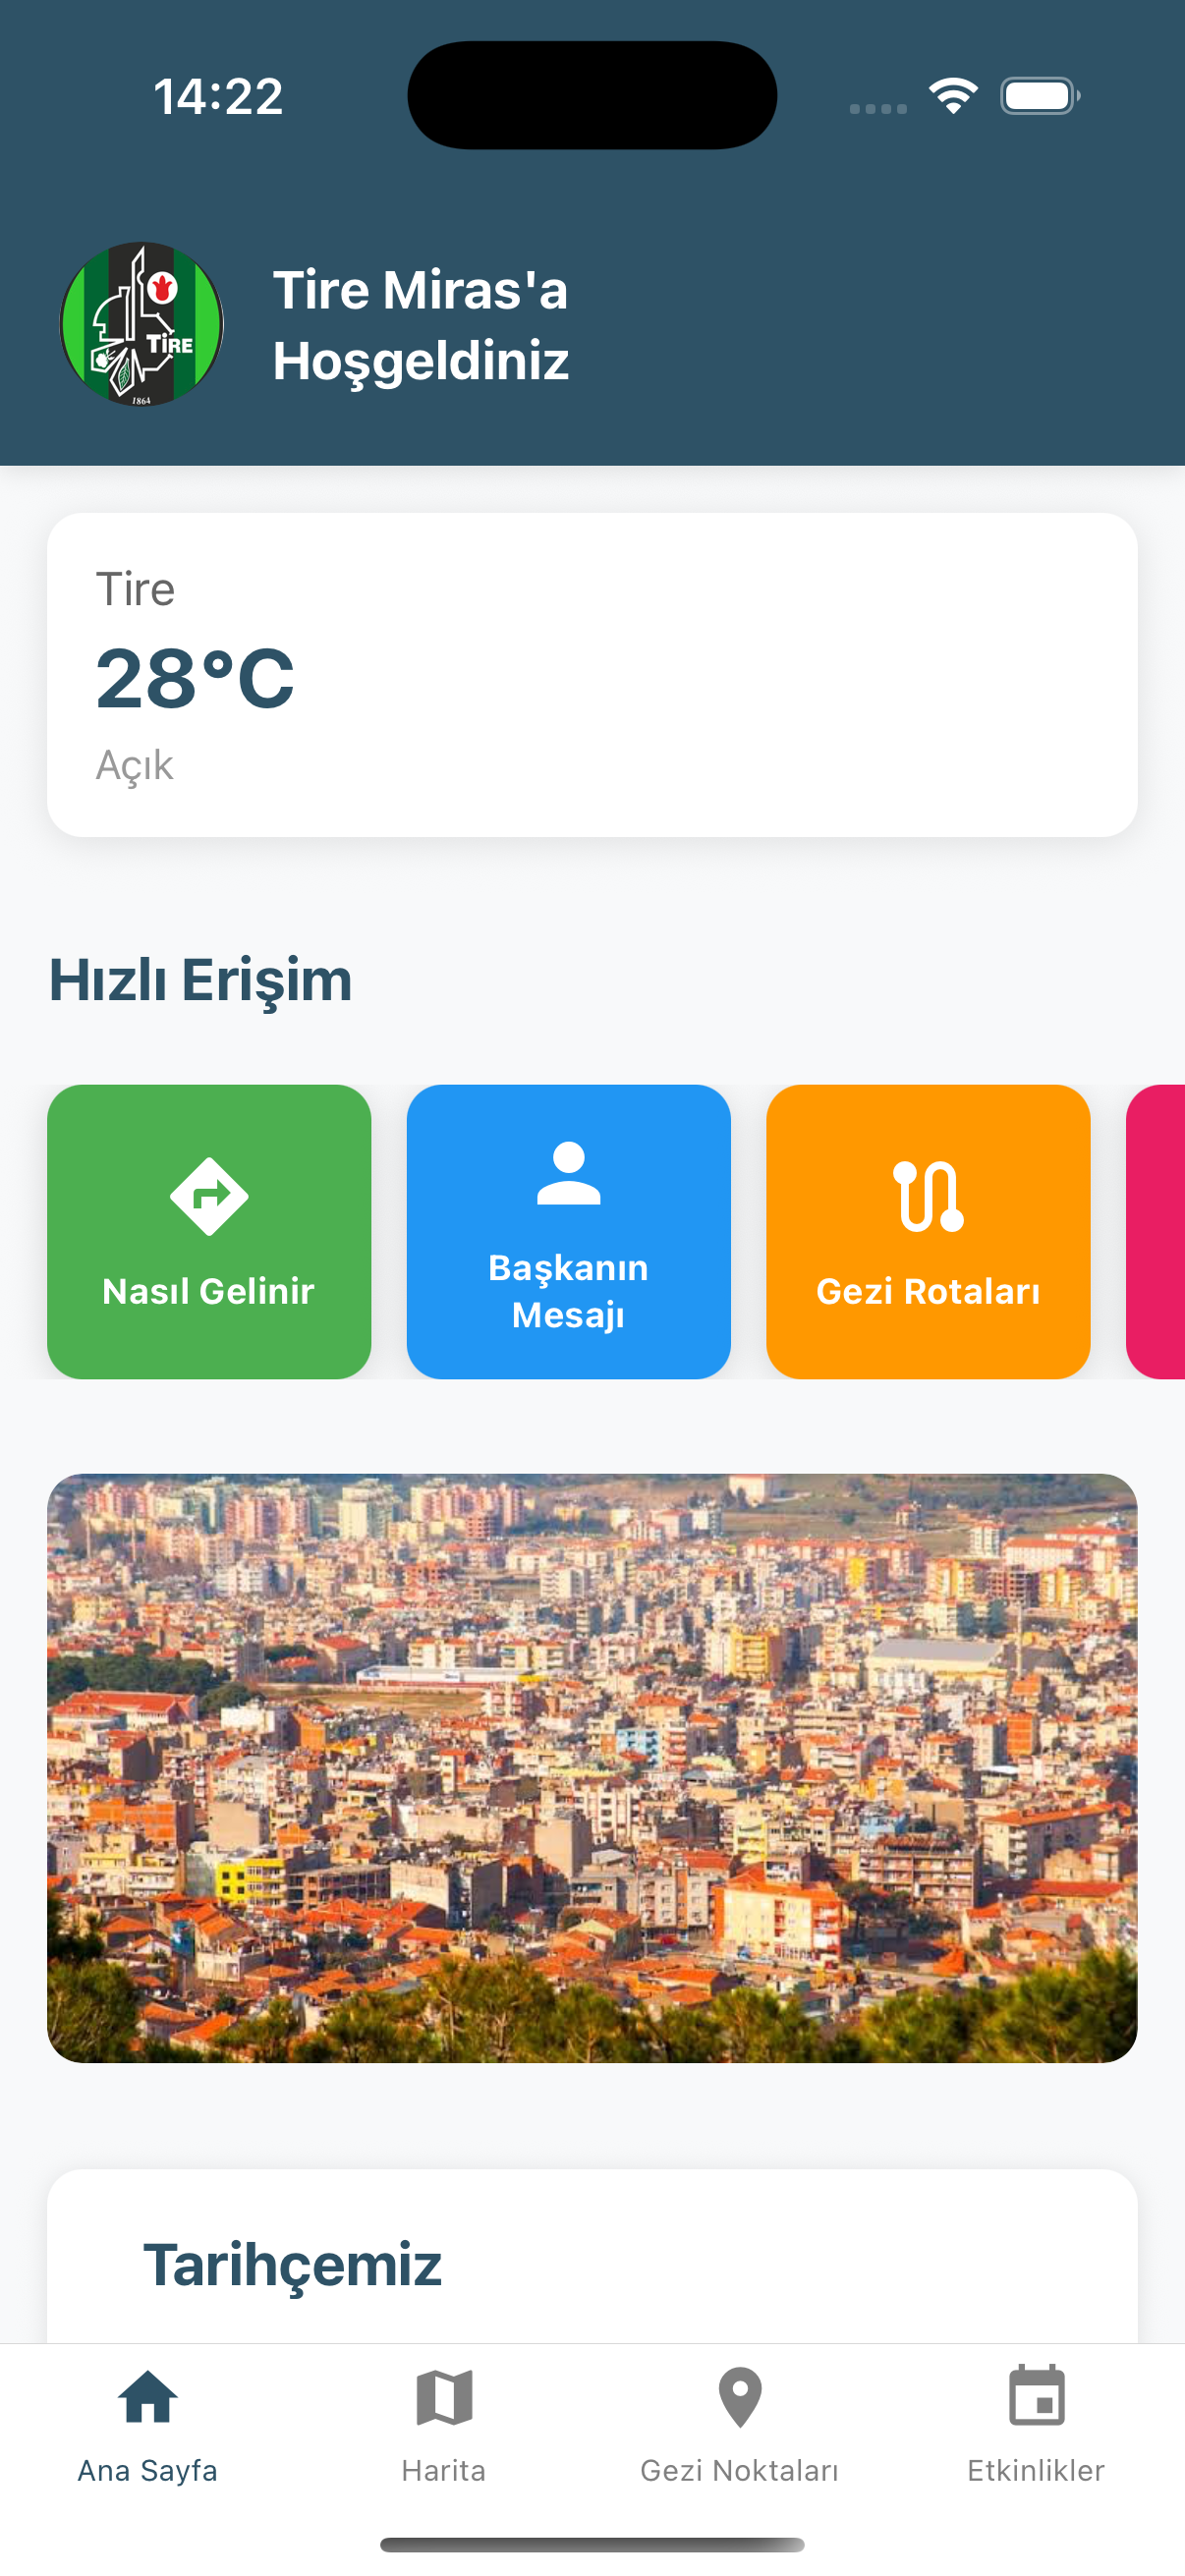 14:22
TİRE
1864
Tire Miras'a
Hoşgeldiniz
Tire
28°C
Açık
Hızlı Erişim
Nasıl Gelinir
Başkanın
Mesajı
Gezi Rotaları
Tarihçemiz
Ana Sayfa
Harita
Gezi Noktaları
Etkinlikler